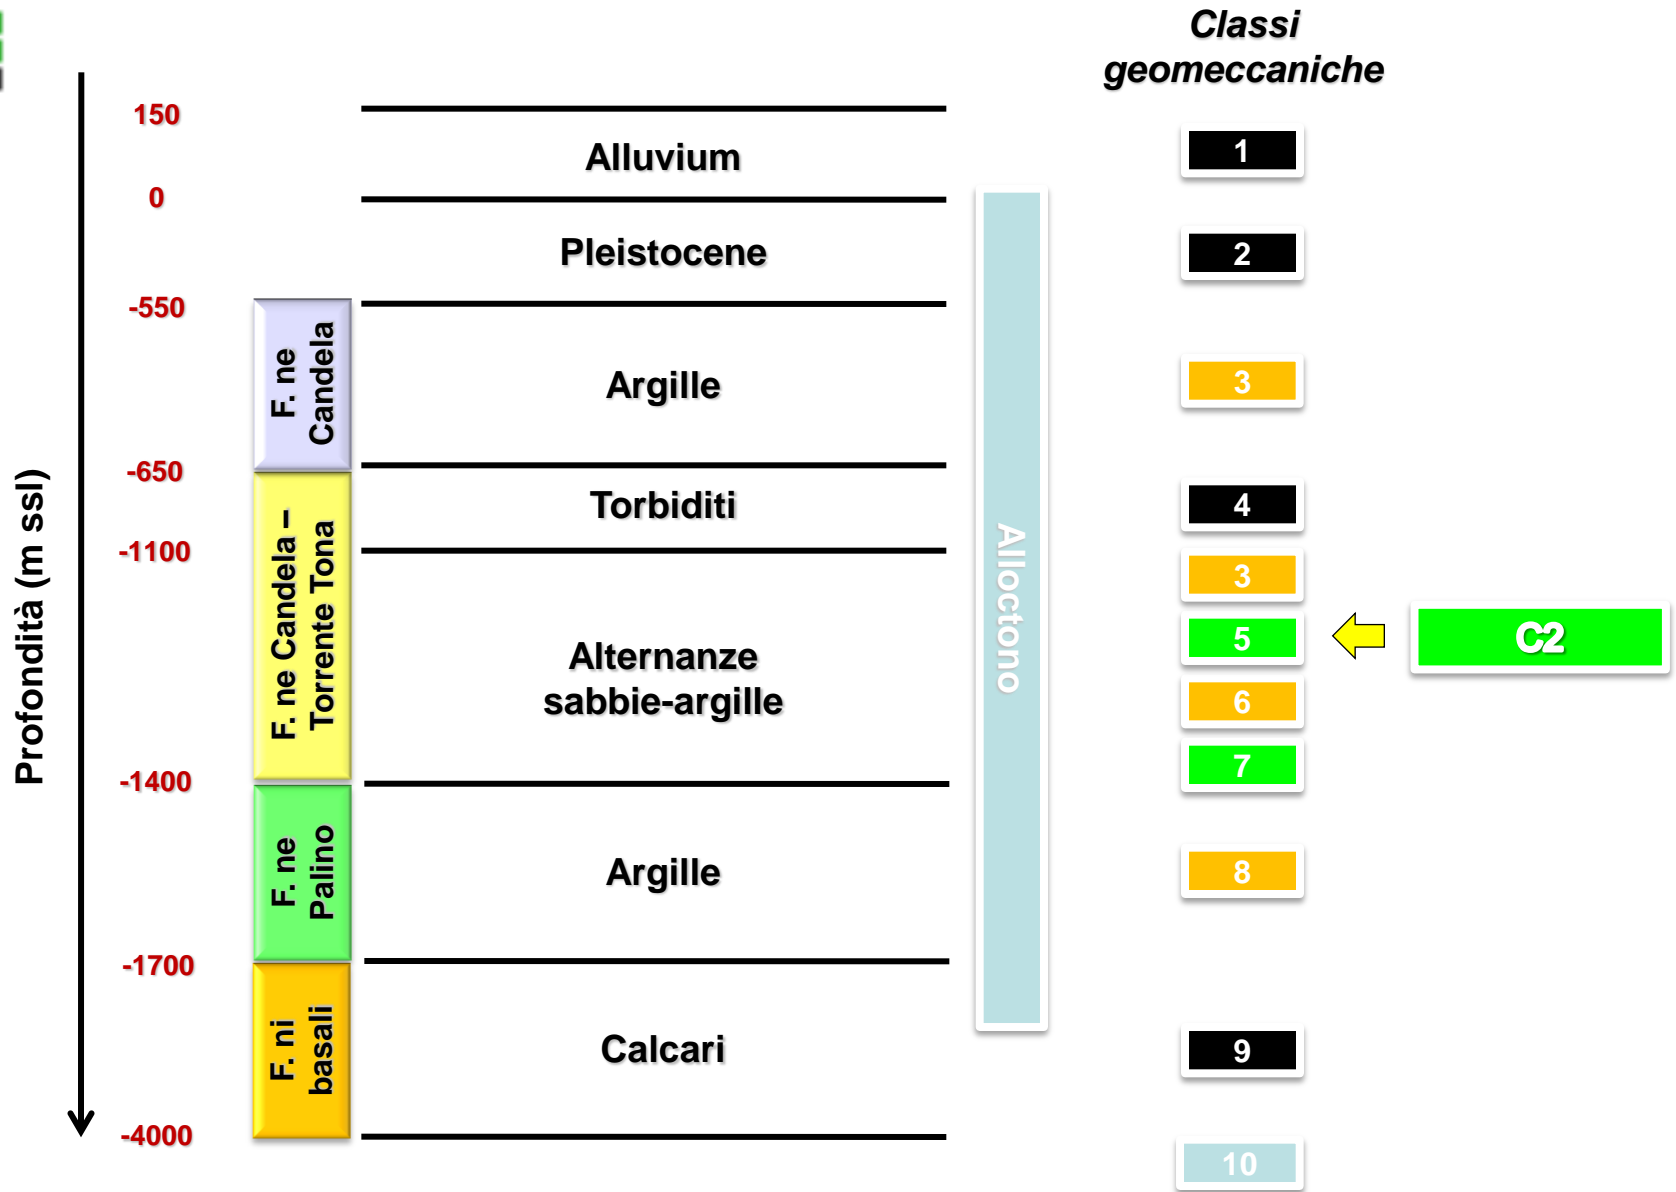 Classi
geomeccaniche
Profondità (m ssl)
150
Alluvium
1
0
Pleistocene
2
-550
F. ne
Candela
Argille
3
-650
Torbiditi
4
-1100
F. ne Candela –
Torrente Tona
Alternanze
sabbie-argille
3
5
C2
6
7
Alloctono
-1400
F. ne
Palino
Argille
8
-1700
F. ni
basali
Calcari
9
-4000
10